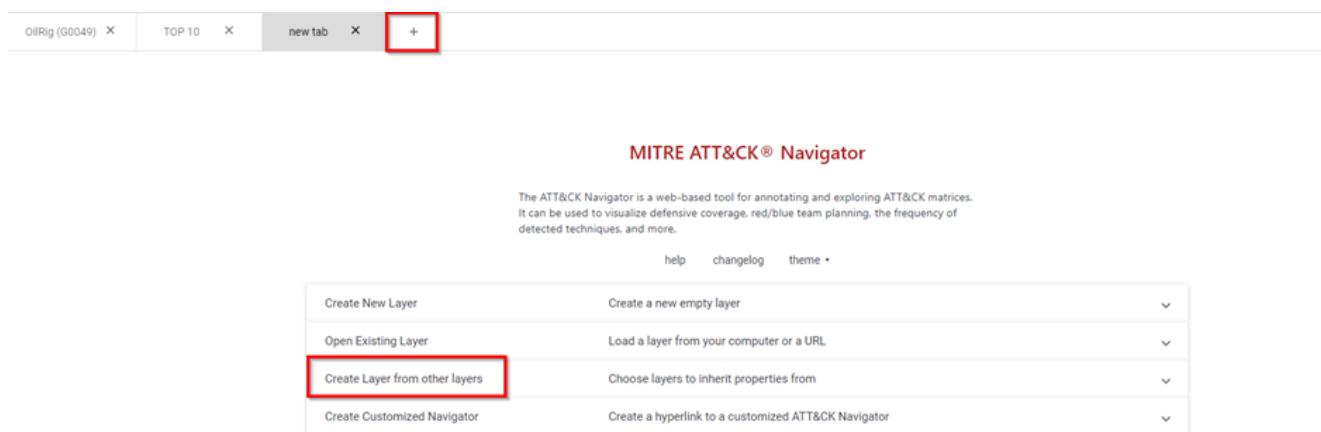 OilRig (G0049) × TOP 10 × new tab × +
MITRE ATT&CK® Navigator
The ATT&CK Navigator is a web-based tool for annotating and exploring ATT&CK matrices.
It can be used to visualize defensive coverage, red/blue team planning, the frequency of
detected techniques, and more.
help changelog theme
Create New Layer Create a new empty layer
Open Existing Layer Load a layer from your computer or a URL
Create Layer from other layers Choose layers to inherit properties from
Create Customized Navigator Create a hyperlink to a customized ATT&CK Navigator